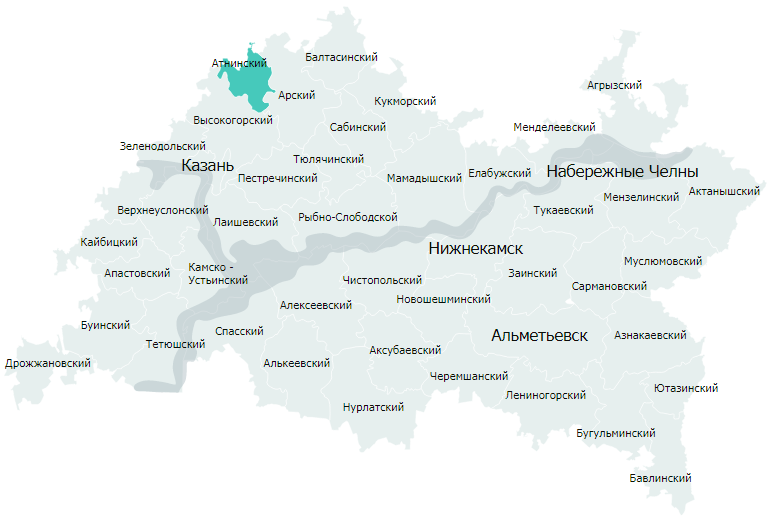 Балтасинский
Атнинский
Агрызский
Арский
Кукморский
Высокогорский
Сабинский
Менделеевский
Зеленодольский
Тюлячинский
Казань
Елабужский
Набережные Челны
Пестречинский
Мамадышский
Актанышский
Мензелинский
Верхнеуслонский
Тукаевский
Рыбно-Слободской
Лаишевский
Кайбицкий
Нижнекамск
Муслюмовский
Апастовский
Камско -
Устьинский
Заинский
Чистопольский
Сармановский
Новошешминский
Алексеевский
Буинский
Спасский
Альметьевск
Азнакаевский
Тетюшский
Аксубаевский
Дрожжановский
Алькеевский
Черемшанский
Ютазинский
Лениногорский
Нурлатский
Бугульминский
Бавлинский